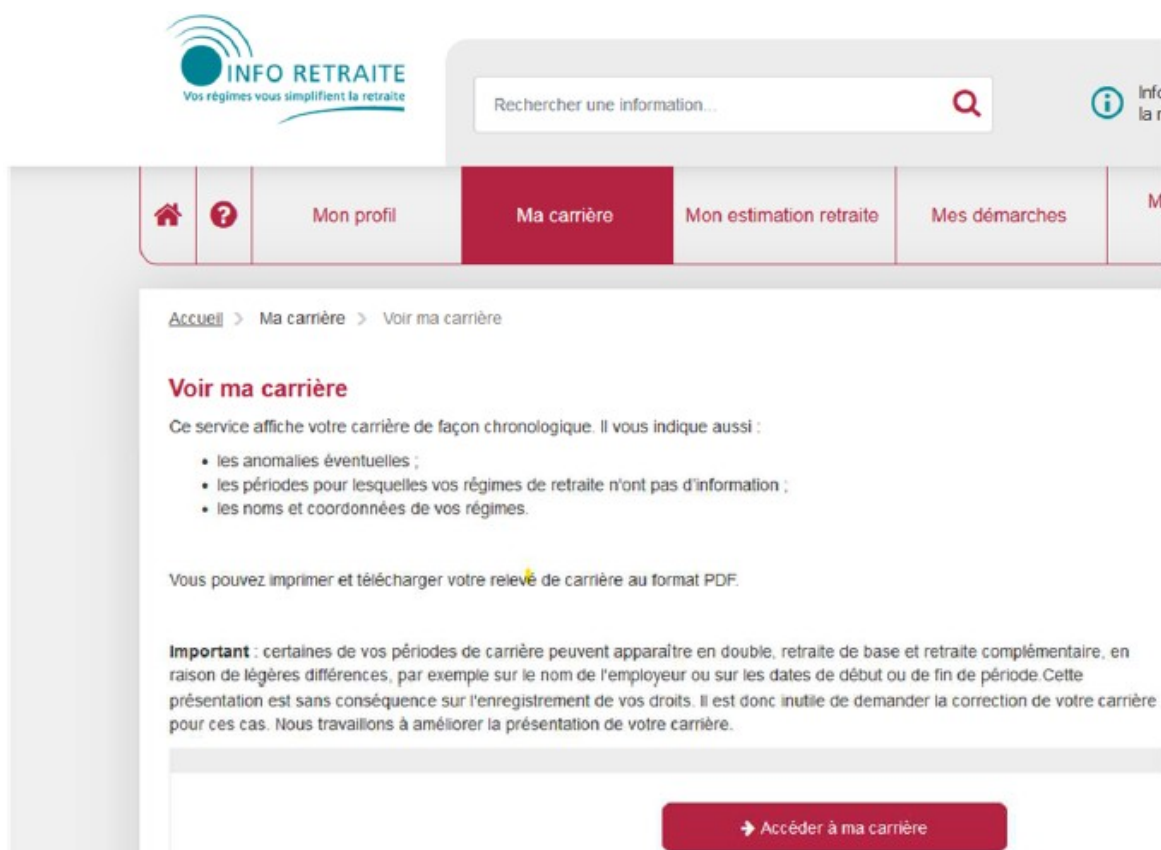 INFO RETRAITE
Vos régimes vous simplifient la retraite
Rechercher une information...
Mon profil
Ma carrière
Mon estimation retraite
Mes démarches
Accueil > Ma carrière > Voir ma carrière
Voir ma carrière
Ce service affiche votre carrière de façon chronologique. Il vous indique aussi :
• les anomalies éventuelles ;
• les périodes pour lesquelles vos régimes de retraite n'ont pas d'information ;
• les noms et coordonnées de vos régimes.
Vous pouvez imprimer et télécharger votre relevé de carrière au format PDF.
Important : certaines de vos périodes de carrière peuvent apparaître en double, retraite de base et retraite complémentaire, en
raison de légères différences, par exemple sur le nom de l'employeur ou sur les dates de début ou de fin de période.Cette
présentation est sans conséquence sur l'enregistrement de vos droits. Il est donc inutile de demander la correction de votre carrière
pour ces cas. Nous travaillons à améliorer la présentation de votre carrière.
→ Accéder à ma carrière